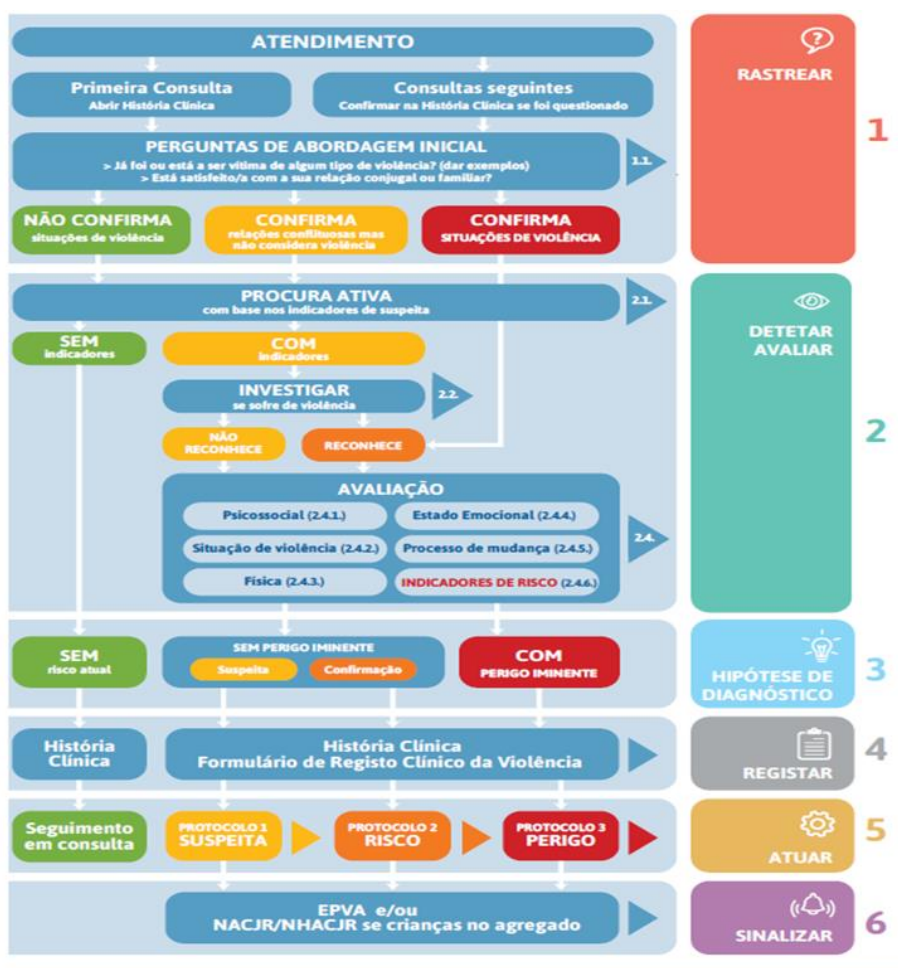 ATENDIMENTO
Primeira Consulta
Abrir História Clínica
Consultas seguintes
Confirmar na História Clínica se foi questionado
PERGUNTAS DE ABORDAGEM INICIAL
> Já foi ou está a ser vítima de algum tipo de violência? (dar exemplos)
> Está satisfeito/a com a sua relação conjugal ou familiar?
1.1.
NÃO CONFIRMA
situações de violência
CONFIRMA
relações conflituosas mas
não considera violência
CONFIRMA
SITUAÇÕES DE VIOLÊNCIA
RASTREAR
1
PROCURA ATIVA
com base nos indicadores de suspeita
2.1.
SEM
indicadores
COM
indicadores
INVESTIGAR
se sofre de violência
2.2.
NÃO
RECONHECE
RECONHECE
AVALIAÇÃO
Psicossocial (2.4.1.)
Estado Emocional (2.4.4.)
Situação de violência (2.4.2.)
Processo de mudança (2.4.5.)
Física (2.4.3.)
INDICADORES DE RISCO (2.4.6.)
2.4.
DETETAR
AVALIAR
2
SEM
risco atual
SEM PERIGO IMINENTE
Suspeita
Confirmação
COM
PERIGO IMINENTE
HIPÓTESE DE
DIAGNÓSTICO
3
História
Clínica
História Clínica
Formulário de Registo Clínico da Violência
REGISTAR
4
Seguimento
em consulta
PROTOCOLO 1
SUSPEITA
PROTOCOLO 2
RISCO
PROTOCOLO 3
PERIGO
ATUAR
5
EPVA e/ou
NACJR/NHACJR se crianças no agregado
SINALIZAR
6